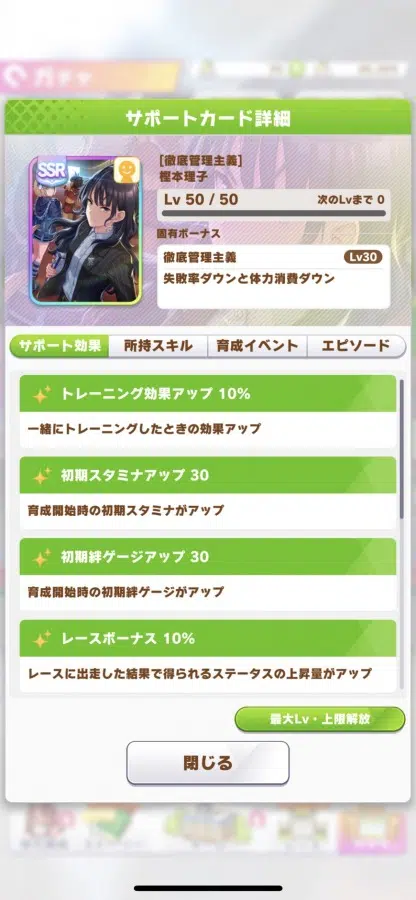 ガチャ
サポートカード詳細
SSR
[徹底管理主義]
樫本理子
Lv 50 / 50 次のLvまで 0
固有ボーナス
徹底管理主義 Lv30
失敗率ダウンと体力消費ダウン
サポート効果 所持スキル 育成イベント エピソード
トレーニング効果アップ 10%
一緒にトレーニングしたときの効果アップ
初期スタミナアップ 30
育成開始時の初期スタミナがアップ
初期絆ゲージアップ 30
育成開始時の初期絆ゲージがアップ
レースボーナス 10%
レースに出走した結果で得られるステータスの上昇量がアップ
最大Lv・上限解放
閉じる